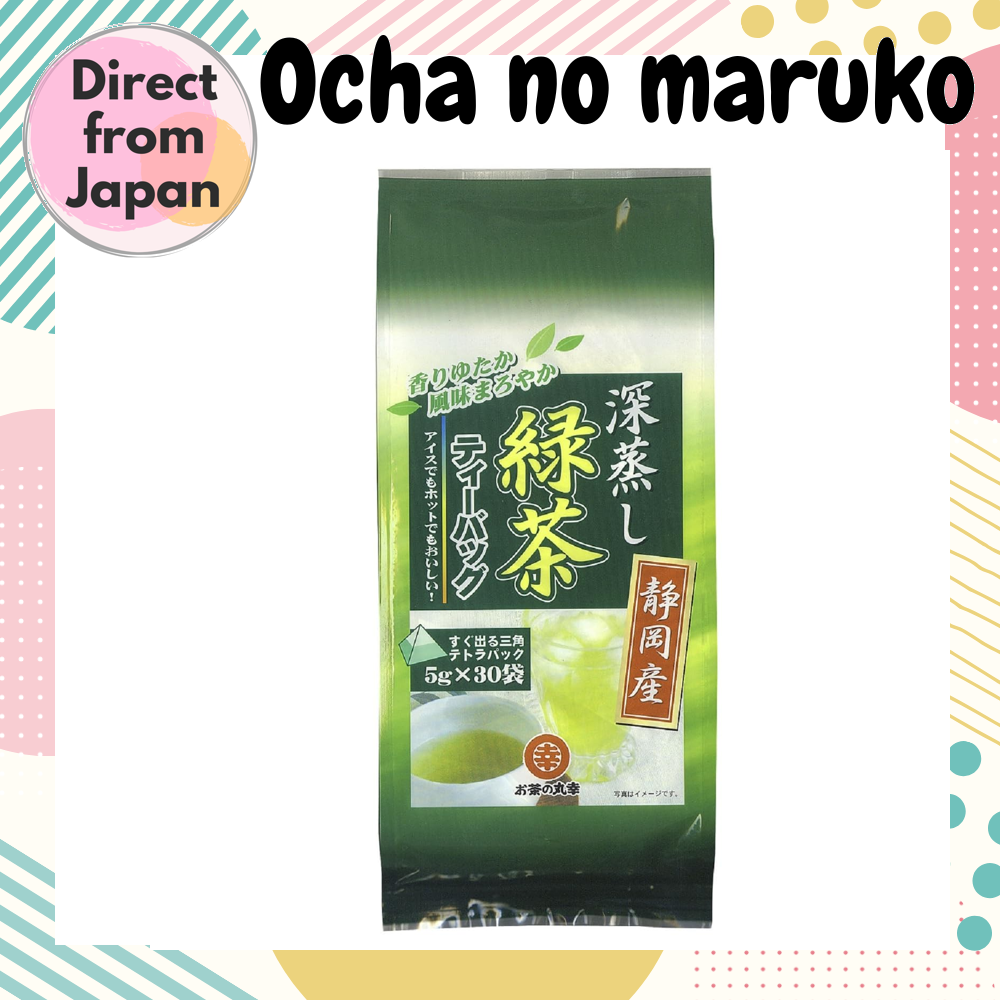 Direct
from
Japan
Ocha no maruko
香りゆたか
風味まろやか
深蒸し
緑茶
ティーバッグ
アイスでもホットでもおいしい!
静岡産
すぐ出る三角
テトラパック
5g×30袋
幸
お茶の丸幸
写真はイメージです。